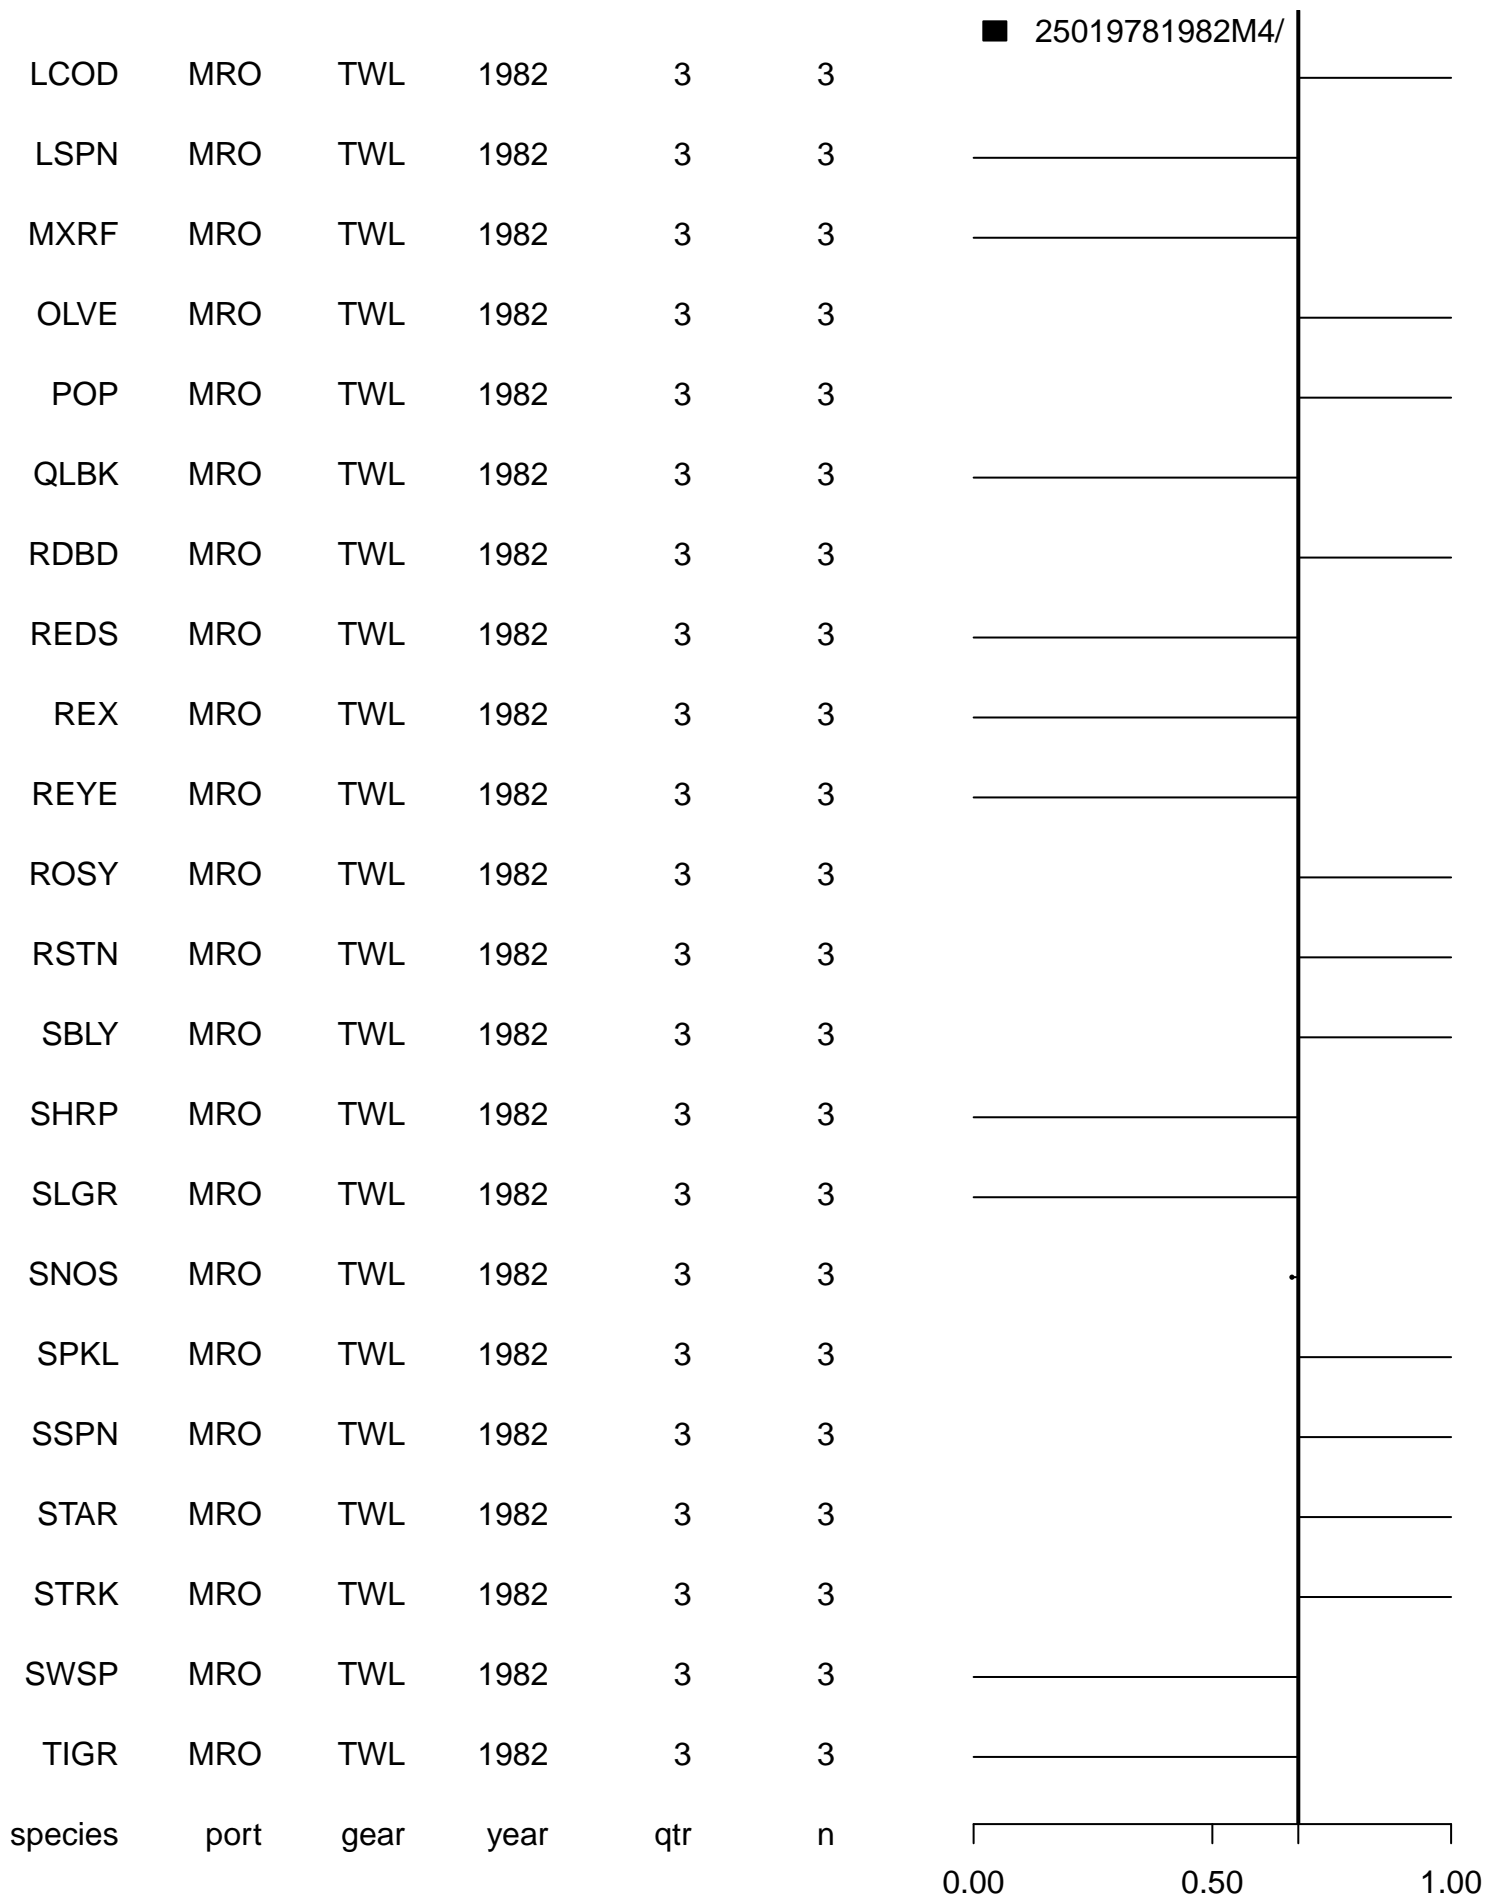 25019781982M4/
LCOD MRO TWL 1982 3 3
LSPN MRO TWL 1982 3 3
MXRF MRO TWL 1982 3 3
OLVE MRO TWL 1982 3 3
POP MRO TWL 1982 3 3
QLBK MRO TWL 1982 3 3
RDBD MRO TWL 1982 3 3
REDS MRO TWL 1982 3 3
REX MRO TWL 1982 3 3
REYE MRO TWL 1982 3 3
ROSY MRO TWL 1982 3 3
RSTN MRO TWL 1982 3 3
SBLY MRO TWL 1982 3 3
SHRP MRO TWL 1982 3 3
SLGR MRO TWL 1982 3 3
SNOS MRO TWL 1982 3 3
SPKL MRO TWL 1982 3 3
SSPN MRO TWL 1982 3 3
STAR MRO TWL 1982 3 3
STRK MRO TWL 1982 3 3
SWSP MRO TWL 1982 3 3
TIGR MRO TWL 1982 3 3
species port gear year qtr n
0.00 0.50 1.00